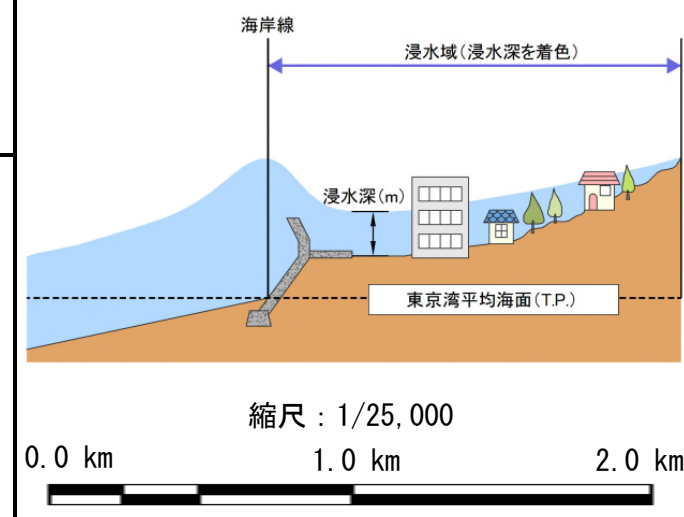 海岸線
浸水域(浸水深を着色)
浸水深(m)
東京湾平均海面(T.P.)
縮尺：1/25,000
0.0 km 1.0 km 2.0 km